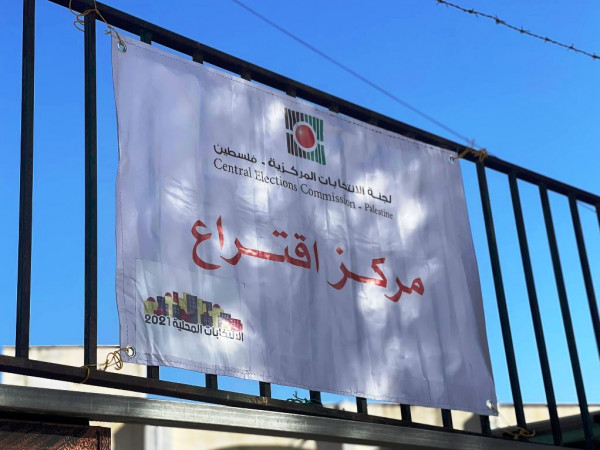 لجنة الانتخابات المركزية - فلسطين
Central Elections Commission - Palestine
مركز اقتراع
الانتخابات المحلية 2021